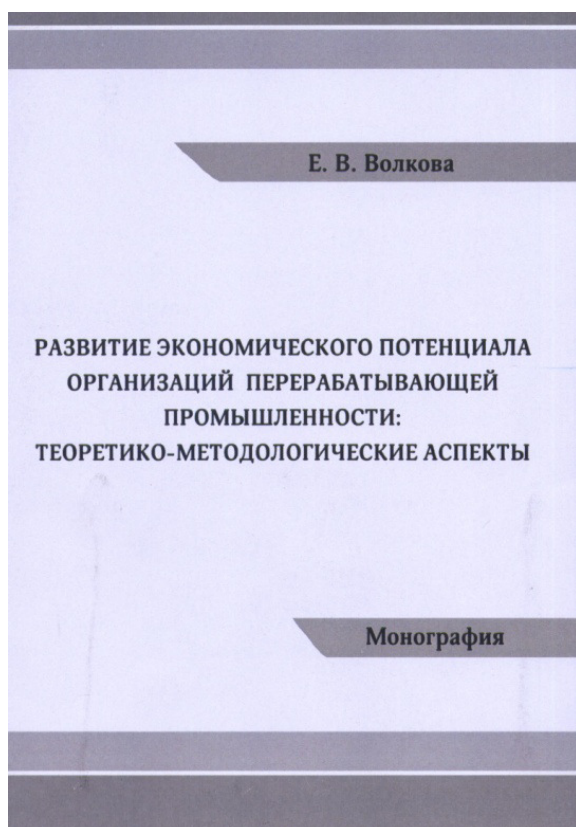 Е. В. Волкова
РАЗВИТИЕ ЭКОНОМИЧЕСКОГО ПОТЕНЦИАЛА
ОРГАНИЗАЦИЙ ПЕРЕРАБАТЫВАЮЩЕЙ
ПРОМЫШЛЕННОСТИ:
ТЕОРЕТИКО-МЕТОДОЛОГИЧЕСКИЕ АСПЕКТЫ
Монография